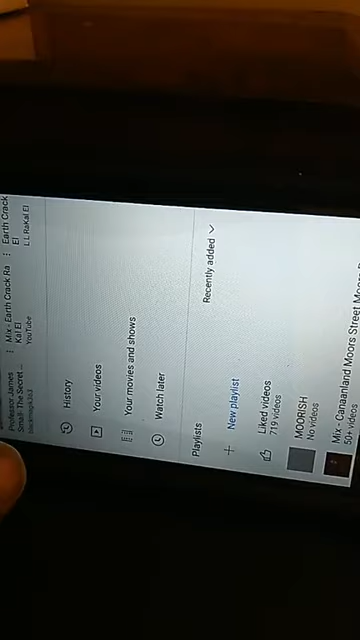 Professor James
Small- The Secret ...
blackmagik363
Mix - Earth Crack Ra
Kal El
YouTube
Earth Crack
El
L L RaKal El
History
Your videos
Your movies and shows
Watch later
Playlists
Recently added
New playlist
Liked videos
719 videos
MOORISH
No videos
Mix - Canaanland Moors Street
50+ videos